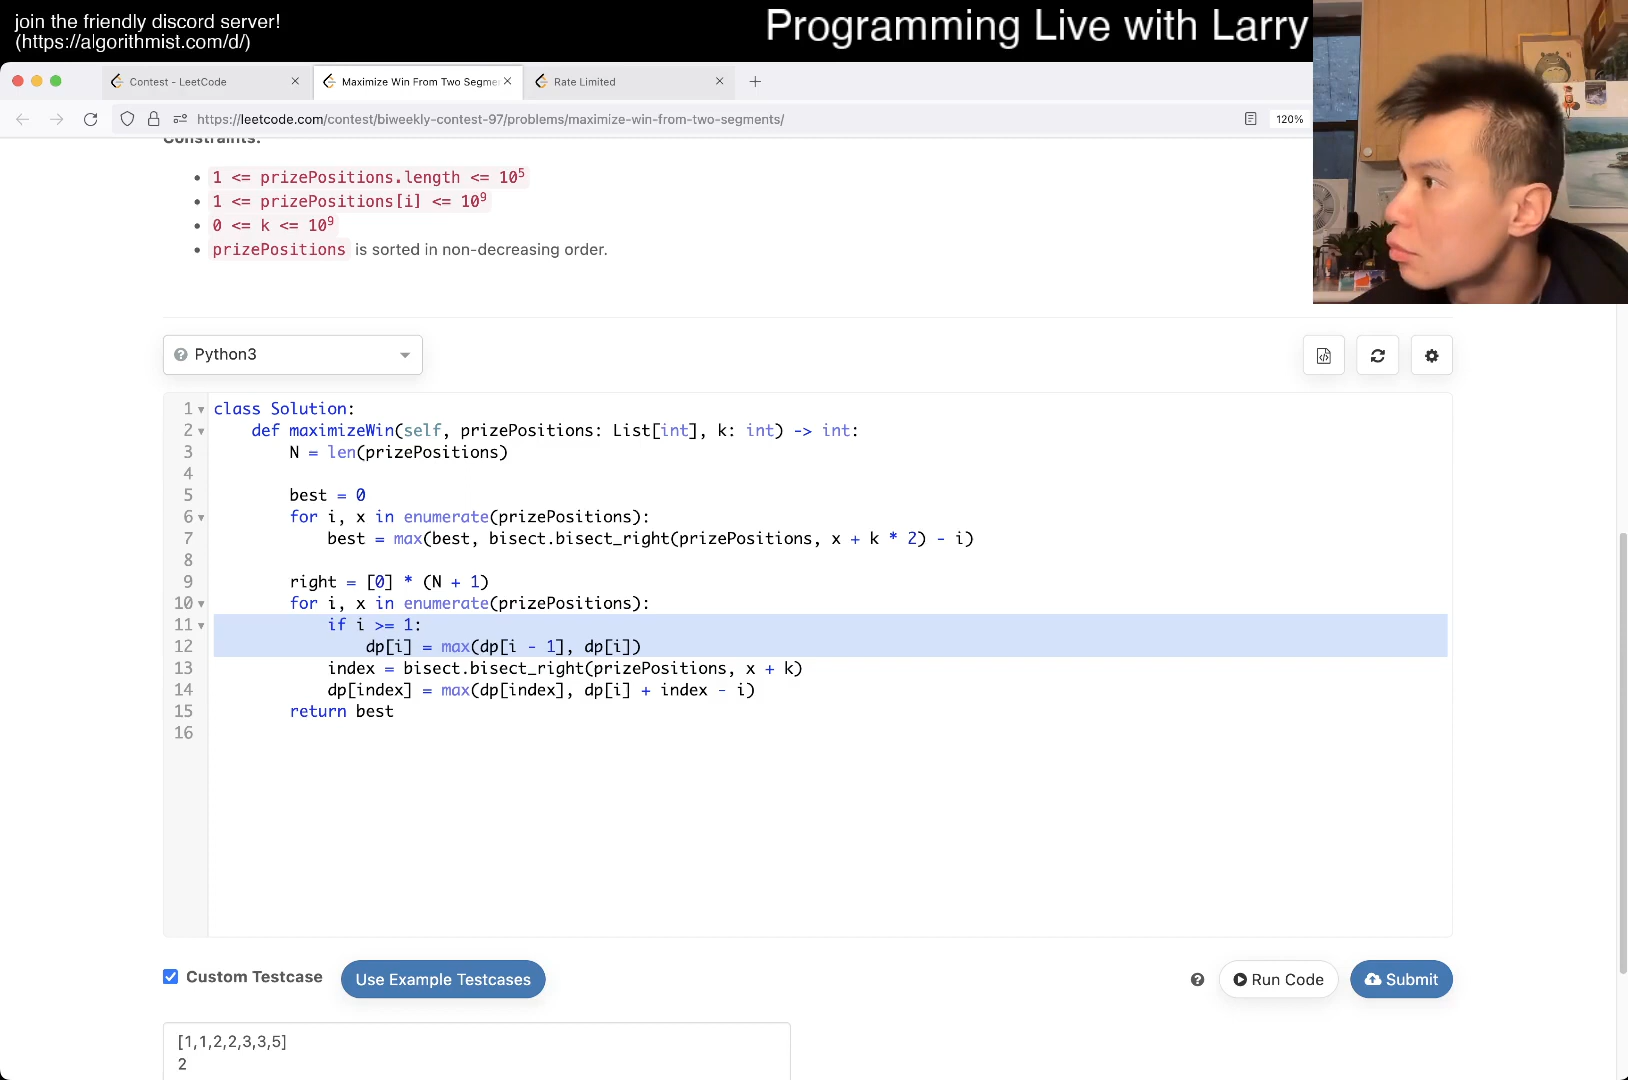 join the friendly discord server!
(https://algorithmist.com/d/)
Programming Live with Larry
Contest - LeetCode
Maximize Win From Two Segme
Rate Limited
https://leetcode.com/contest/biweekly-contest-97/problems/maximize-win-from-two-segments/
120%
Constraints:
1 <= prizePositions.length <= 10^5
1 <= prizePositions[i] <= 10^9
0 <= k <= 10^9
prizePositions is sorted in non-decreasing order.
Python3
1 class Solution:
2 def maximizeWin(self, prizePositions: List[int], k: int) -> int:
3 N = len(prizePositions)
4
5 best = 0
6 for i, x in enumerate(prizePositions):
7 best = max(best, bisect.bisect_right(prizePositions, x + k * 2) - i)
8
9 right = [0] * (N + 1)
10 for i, x in enumerate(prizePositions):
11 if i >= 1:
12 dp[i] = max(dp[i - 1], dp[i])
13 index = bisect.bisect_right(prizePositions, x + k)
14 dp[index] = max(dp[index], dp[i] + index - i)
15 return best
16
Custom Testcase
Use Example Testcases
Run Code
Submit
[1,1,2,2,3,3,5]
2